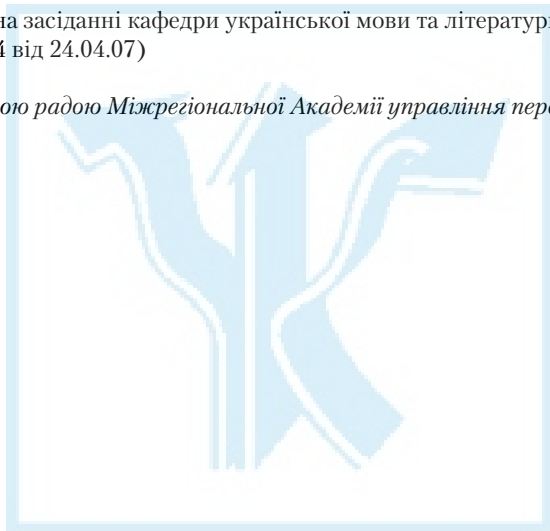 на засіданні кафедри української мови та літератури
4 від 24.04.07)
ою радою Міжрегіональної Академії управління пер